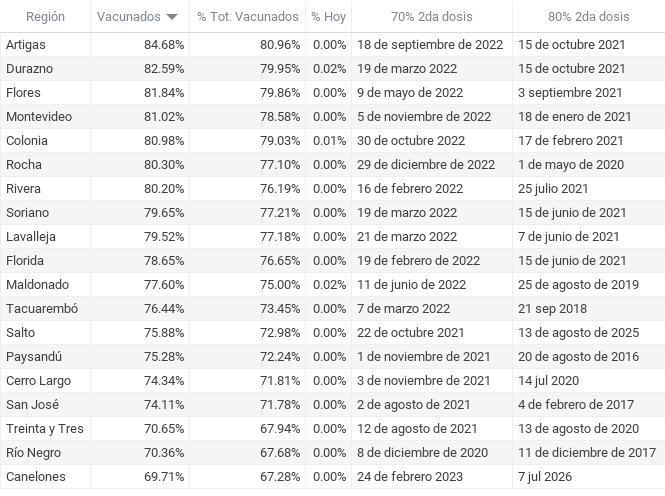 Región Vacunados % Tot. Vacunados % Hoy 70% 2da dosis 80% 2da dosis
Artigas 84.68% 80.96% 0.00% 18 de septiembre de 2022 15 de octubre 2021
Durazno 82.59% 79.95% 0.02% 19 de marzo 2022 15 de octubre 2021
Flores 81.84% 79.86% 0.00% 9 de mayo de 2022 3 septiembre 2021
Montevideo 81.02% 78.58% 0.00% 5 de noviembre de 2022 18 de enero de 2021
Colonia 80.98% 79.03% 0.01% 30 de octubre 2022 17 de febrero 2021
Rocha 80.30% 77.10% 0.00% 29 de diciembre de 2022 1 de mayo de 2020
Rivera 80.20% 76.19% 0.00% 16 de febrero 2022 25 julio 2021
Soriano 79.65% 77.21% 0.00% 19 de marzo 2022 15 de junio de 2021
Lavalleja 79.52% 77.18% 0.00% 21 de marzo 2022 7 de junio de 2021
Florida 78.65% 76.65% 0.00% 19 de febrero de 2022 15 de junio de 2021
Maldonado 77.60% 75.00% 0.02% 11 de junio de 2022 25 de agosto de 2019
Tacuarembó 76.44% 73.45% 0.00% 7 de marzo 2022 21 sep 2018
Salto 75.88% 72.98% 0.00% 22 de octubre 2021 13 de agosto de 2025
Paysandú 75.28% 72.24% 0.00% 1 de noviembre de 2021 20 de agosto de 2016
Cerro Largo 74.34% 71.81% 0.00% 3 de noviembre de 2021 14 jul 2020
San José 74.11% 71.78% 0.00% 2 de agosto de 2021 4 de febrero de 2017
Treinta y Tres 70.65% 67.94% 0.00% 12 de agosto de 2021 13 de agosto de 2020
Río Negro 70.36% 67.68% 0.00% 8 de diciembre de 2020 11 de diciembre de 2017
Canelones 69.71% 67.28% 0.00% 24 de febrero 2023 7 jul 2026